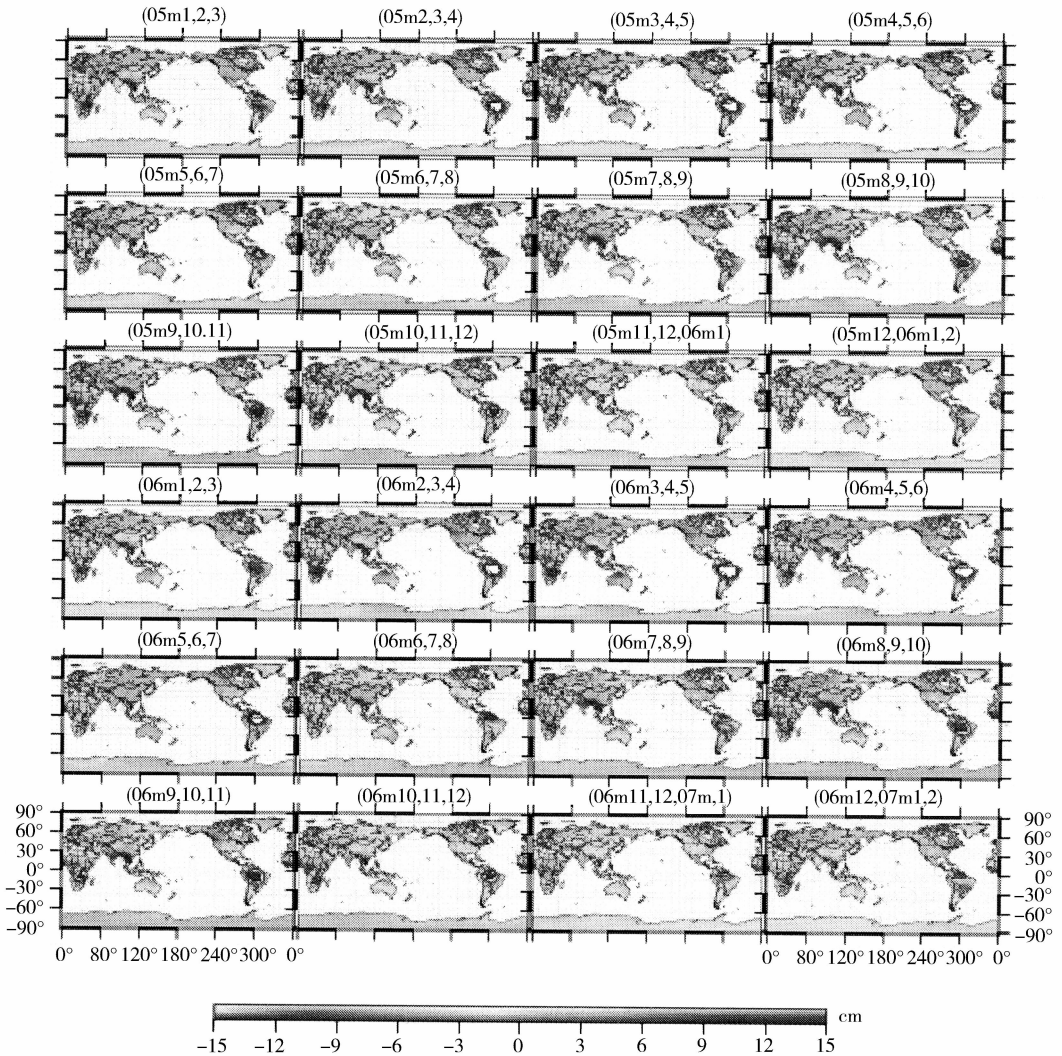 (05m1,2,3) (05m2,3,4) (05m3,4,5) (05m4,5,6)
(05m5,6,7) (05m6,7,8) (05m7,8,9) (05m8,9,10)
(05m9,10,11) (05m10,11,12) (05m11,12,06m1) (05m12,06m1,2)
(06m1,2,3) (06m2,3,4) (06m3,4,5) (06m4,5,6)
(06m5,6,7) (06m6,7,8) (06m7,8,9) (06m8,9,10)
(06m9,10,11) (06m10,11,12) (06m11,12,07m,1) (06m12,07m1,2)
90° 90°
60° 60°
30° 30°
0° 0°
−30° −30°
−60° −60°
−90° −90°
0° 80° 120° 180° 240° 300° 0° 0° 80° 120° 180° 240° 300° 0°
cm
−15 −12 −9 −6 −3 0 3 6 9 12 15